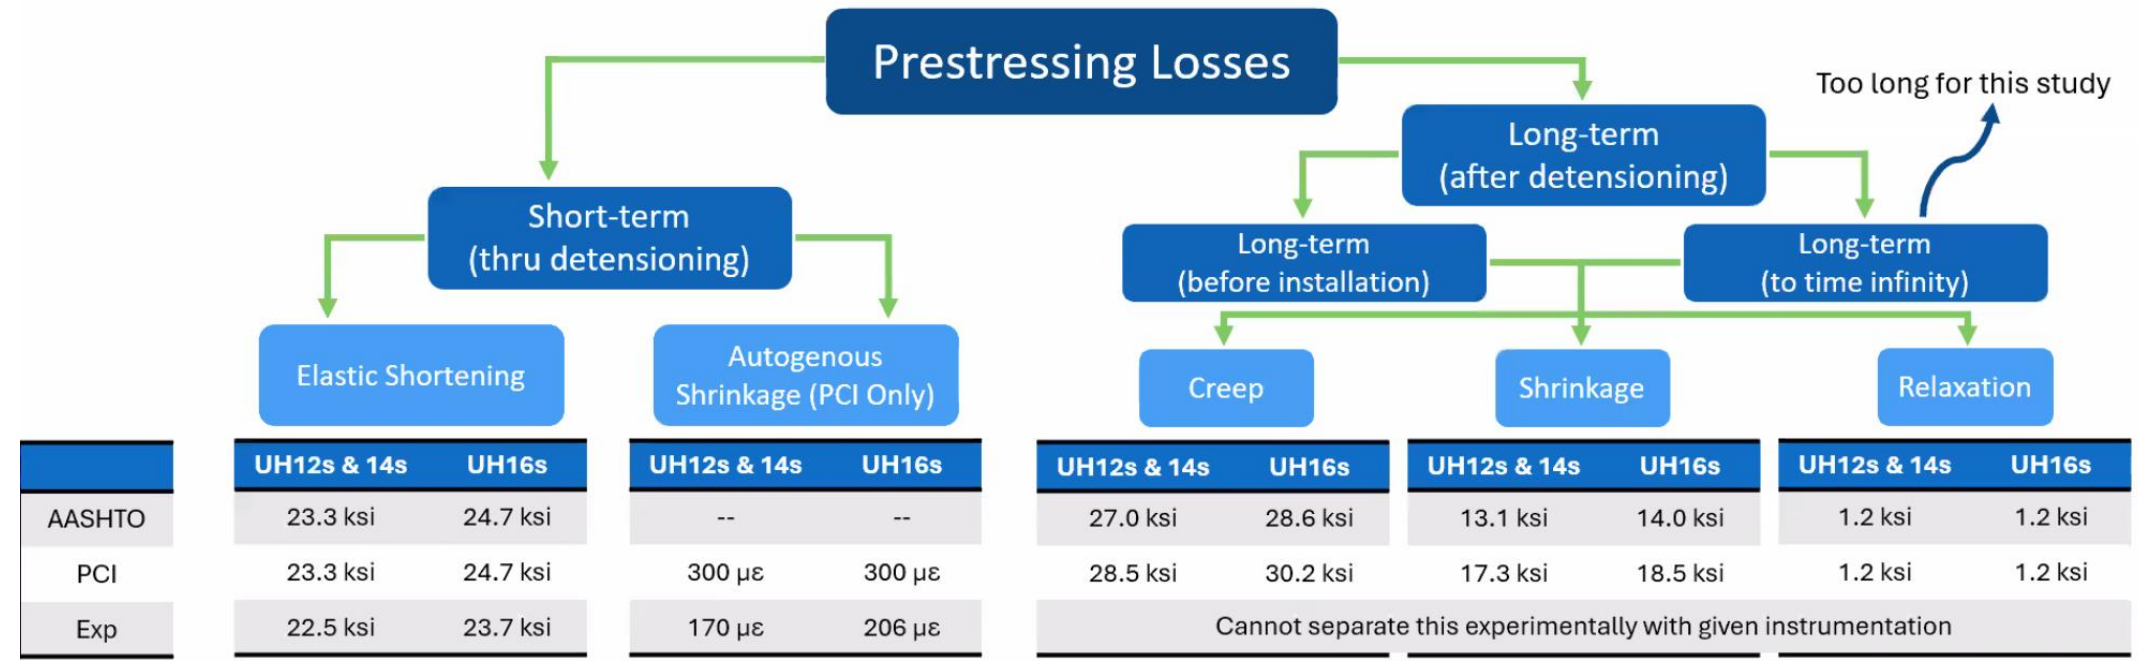 Prestressing Losses
Too long for this study
Long-term
(after detensioning)
Short-term
(thru detensioning)
Long-term
(before installation)
Long-term
(to time infinity)
Elastic Shortening
Autogenous
Shrinkage (PCI Only)
Creep
Shrinkage
Relaxation
UH12s & 14s UH16s UH12s & 14s UH16s UH12s & 14s UH16s UH12s & 14s UH16s UH12s & 14s UH16s
AASHTO 23.3 ksi 24.7 ksi -- -- 27.0 ksi 28.6 ksi 13.1 ksi 14.0 ksi 1.2 ksi 1.2 ksi
PCI 23.3 ksi 24.7 ksi 300 με 300 με 28.5 ksi 30.2 ksi 17.3 ksi 18.5 ksi 1.2 ksi 1.2 ksi
Exp 22.5 ksi 23.7 ksi 170 με 206 με Cannot separate this experimentally with given instrumentation